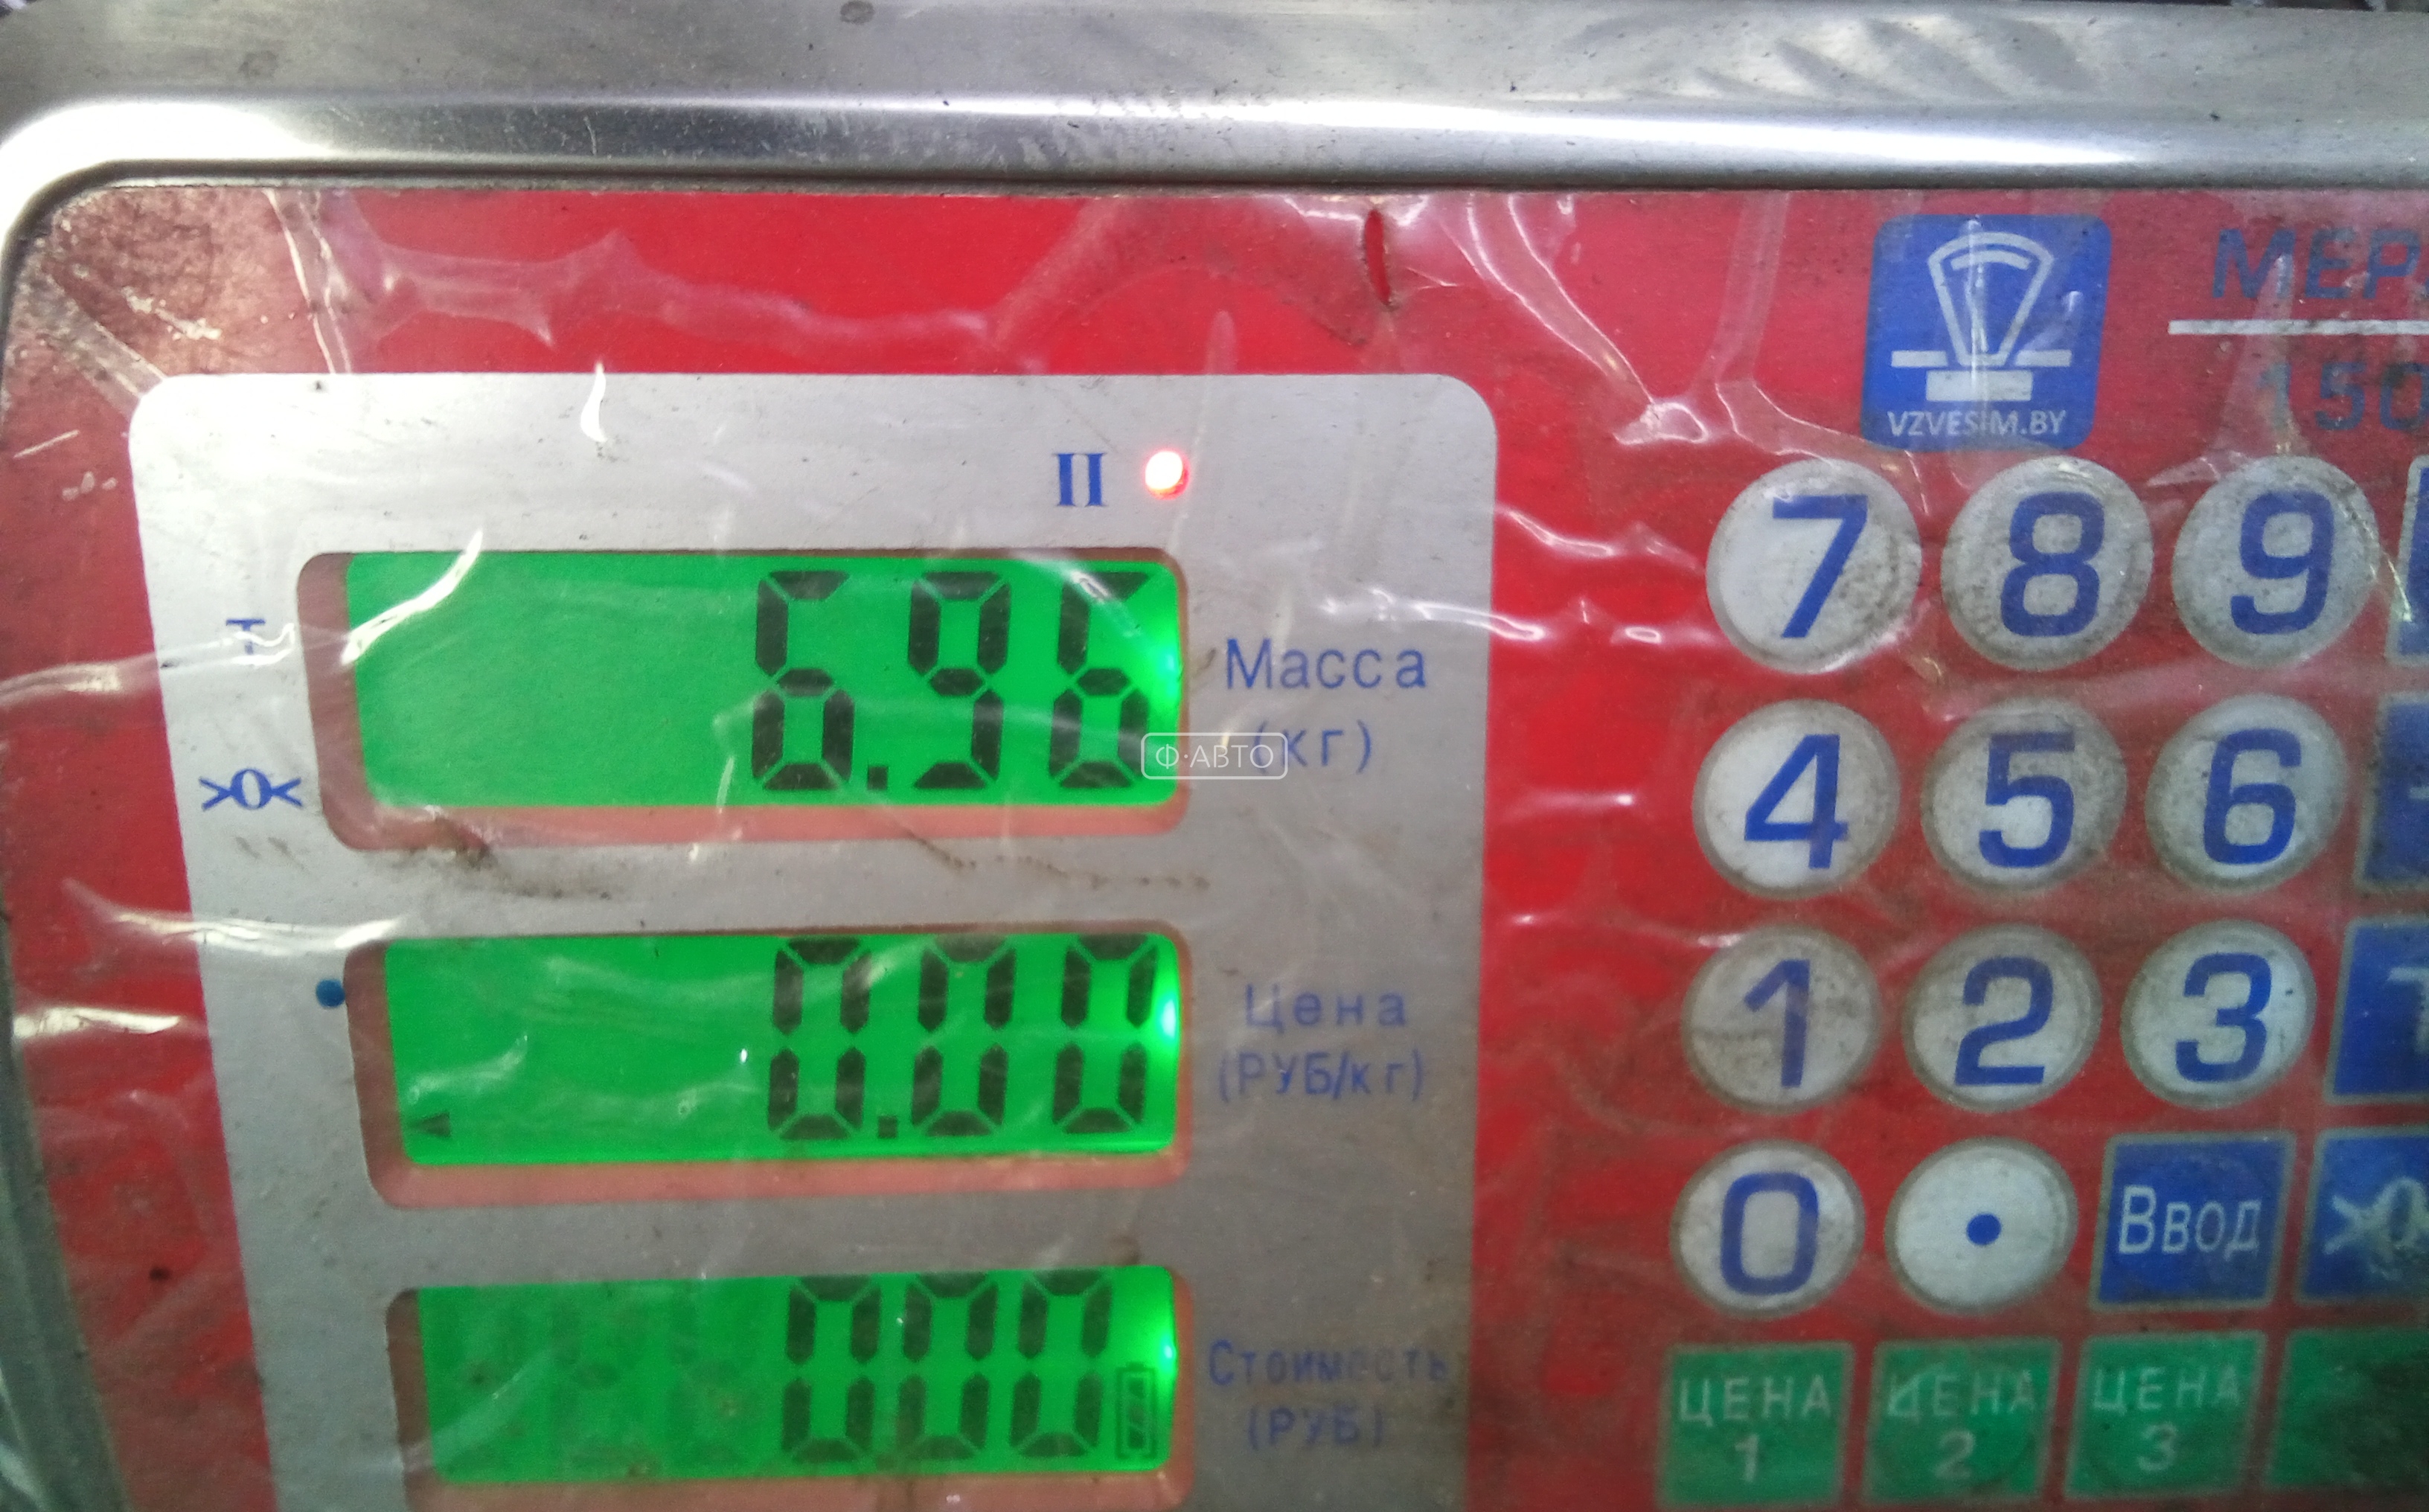 VZVESIM.BY
МЕР
150
II
T
6.96
Масса
(кг)
Ф·АВТО
>0<
0.00
Цена
(РУБ/кг)
000
Стоимость
(РУБ)
7 8 9
4 5 6
1 2 3
0 . Ввод
ЦЕНА 1
ЦЕНА 2
ЦЕНА 3